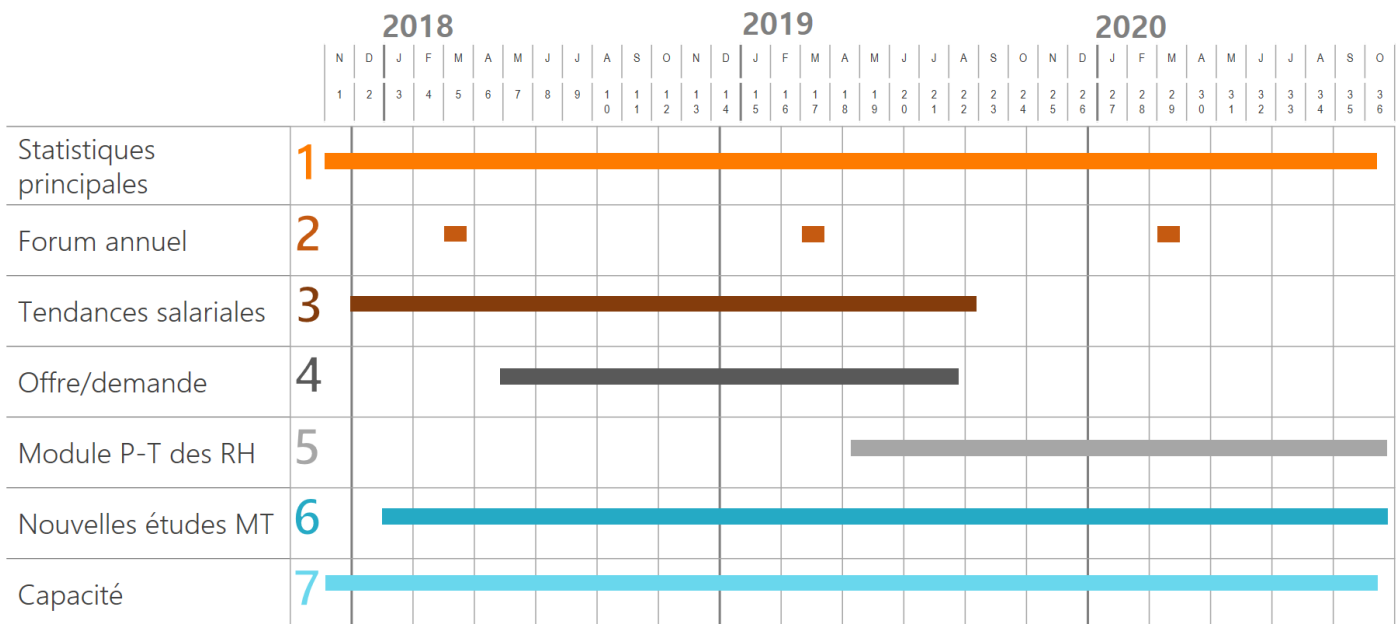 2018 2019 2020
N D J F M A M J J A S O N D J F M A M J J A S O N D J F M A M J J A S O
1 2 3 4 5 6 7 8 9 10 11 12 13 14 15 16 17 18 19 20 21 22 23 24 25 26 27 28 29 30 31 32 33 34 35 36
Statistiques
principales 1
Forum annuel 2
Tendances salariales 3
Offre/demande 4
Module P-T des RH 5
Nouvelles études MT 6
Capacité 7